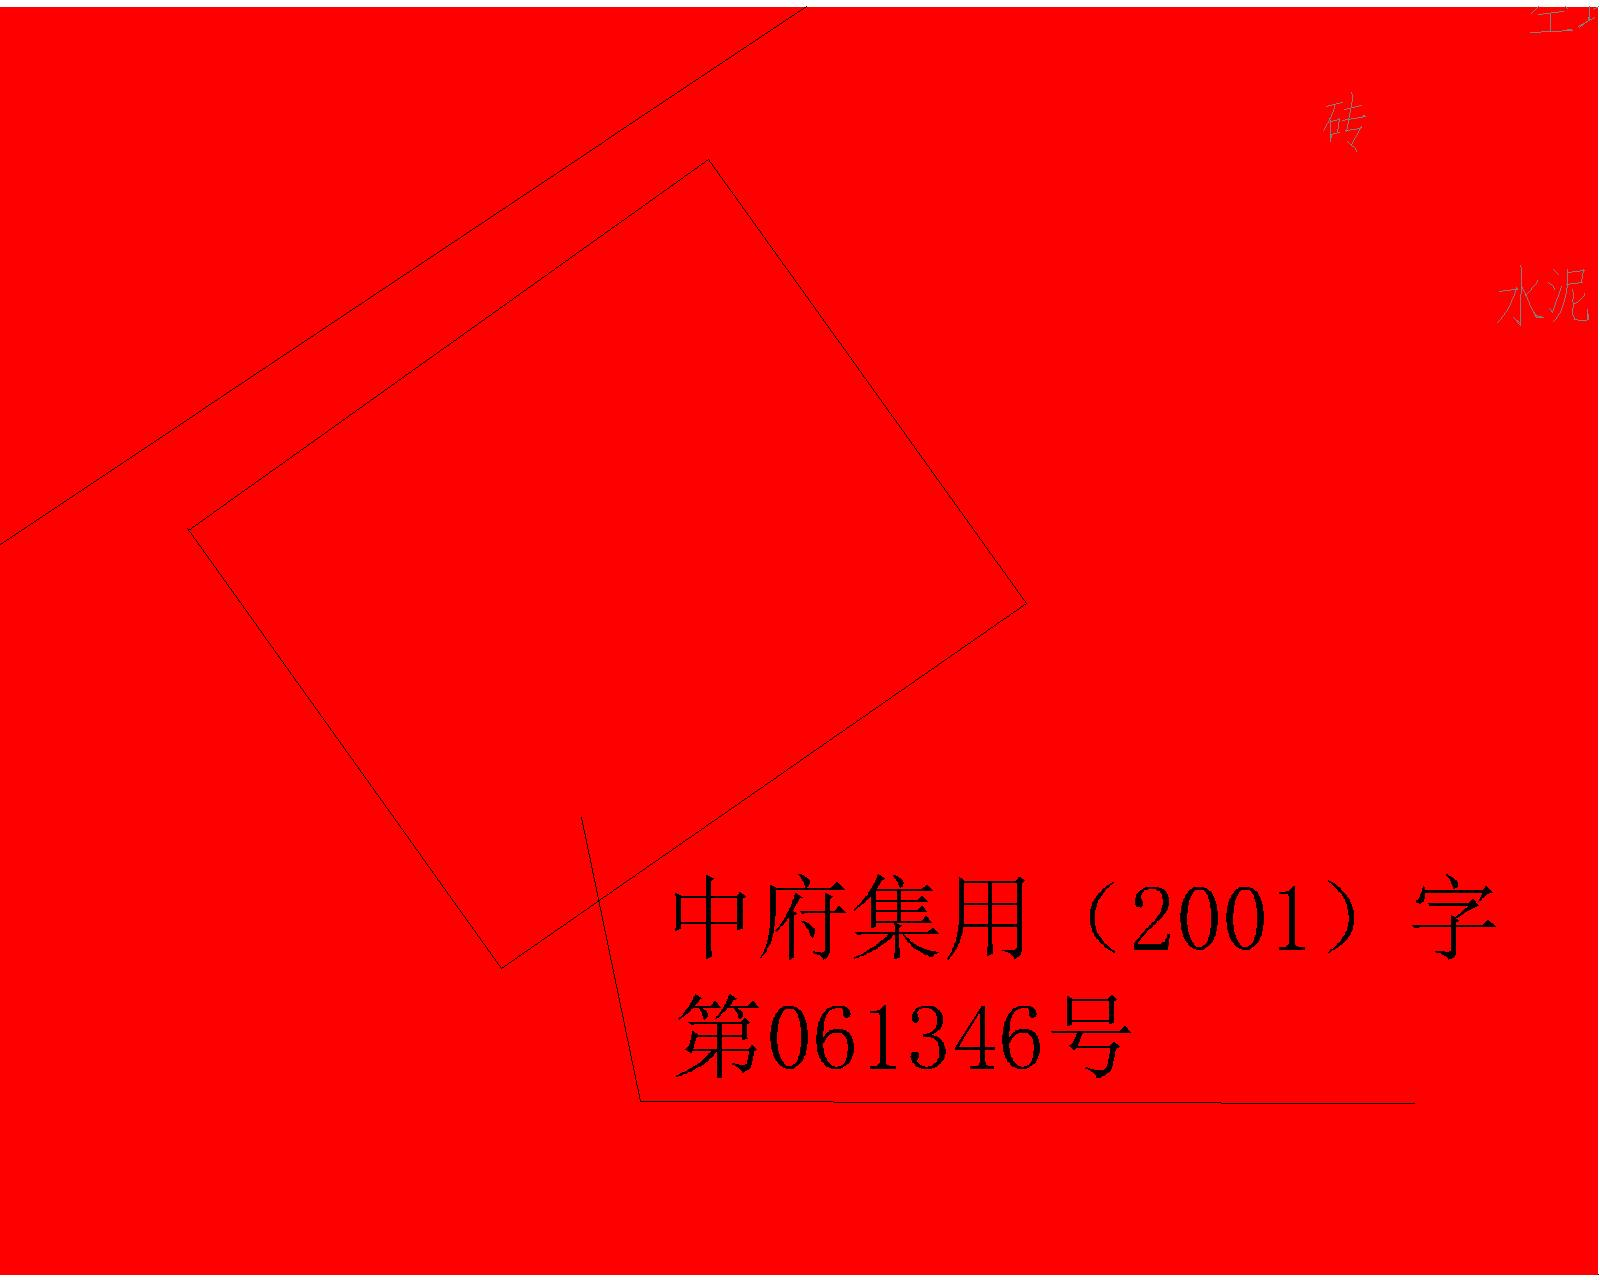 砖
水泥
中府集用（2001）字
第061346号